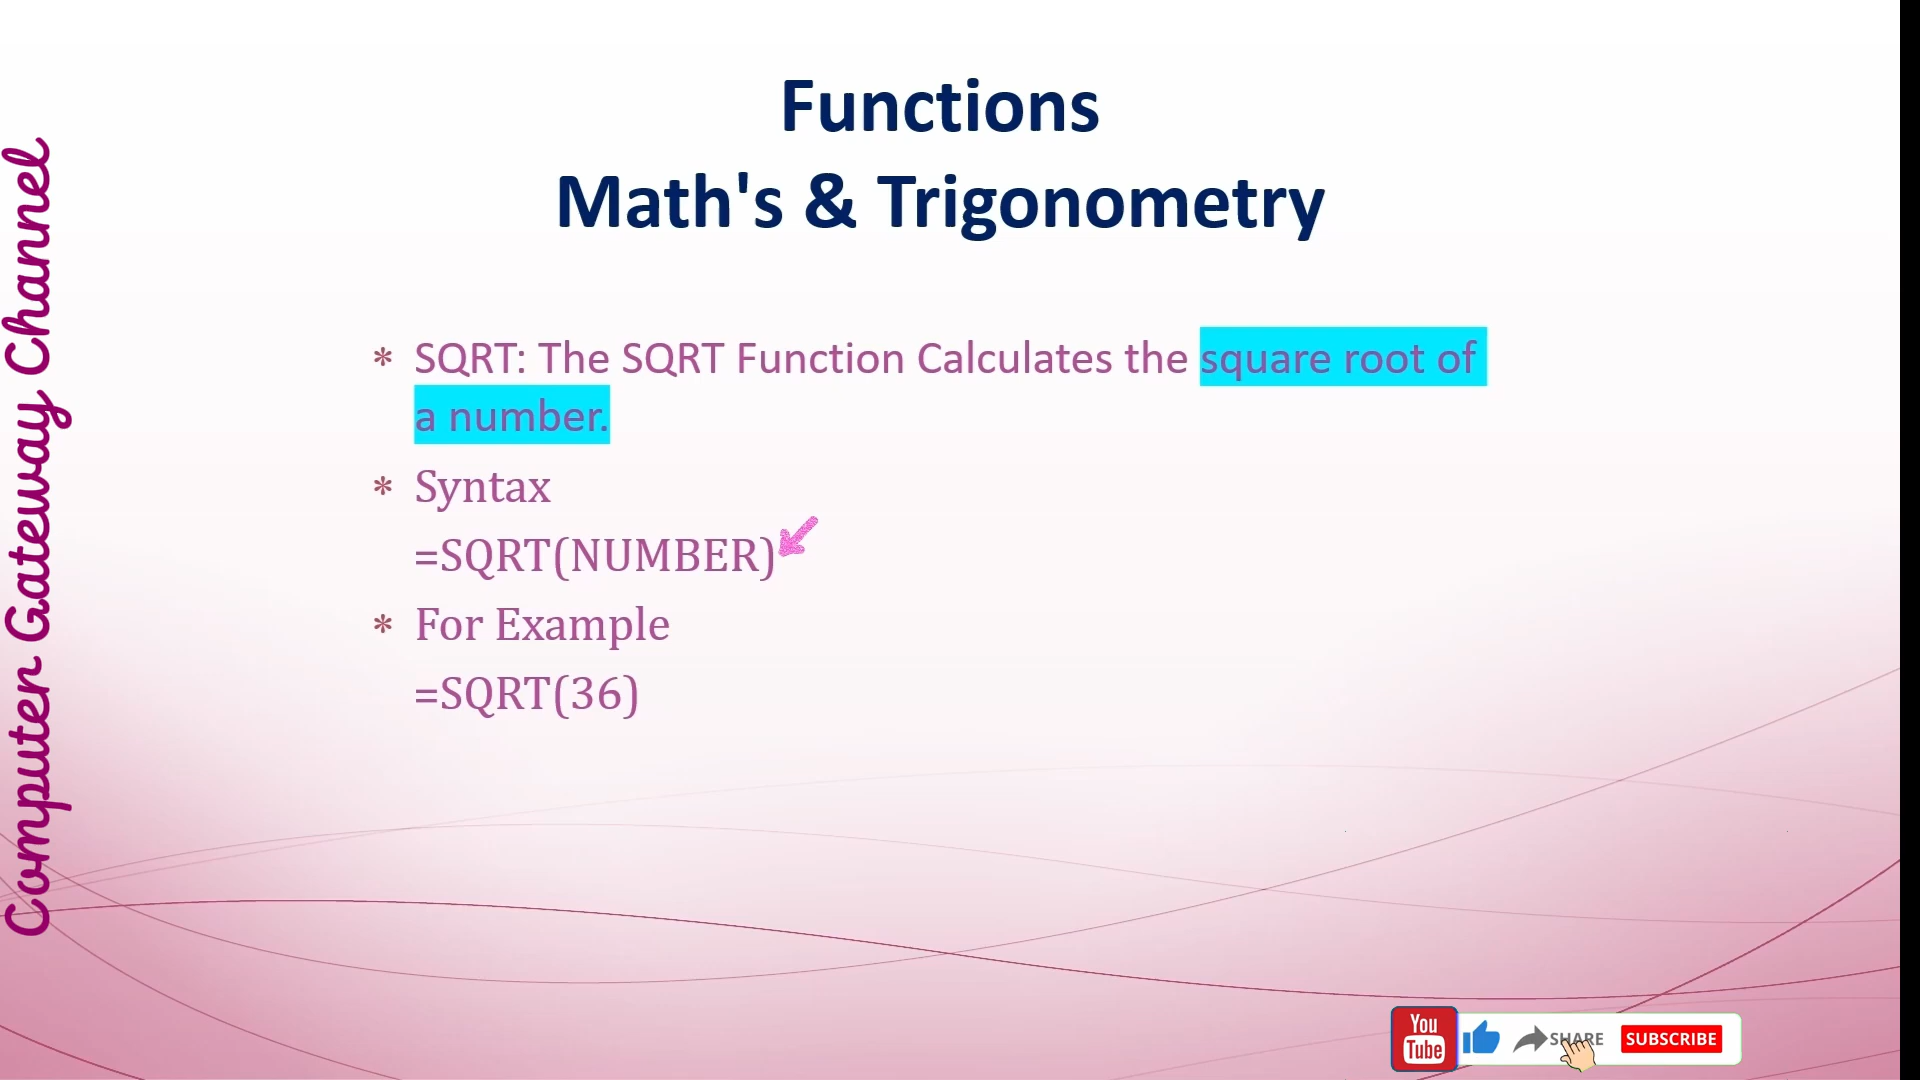 Functions
Math's & Trigonometry
* SQRT: The SQRT Function Calculates the square root of
a number.
* Syntax
=SQRT(NUMBER)
* For Example
=SQRT(36)
Computer Gateway Channel
You
Tube
SHARE
SUBSCRIBE